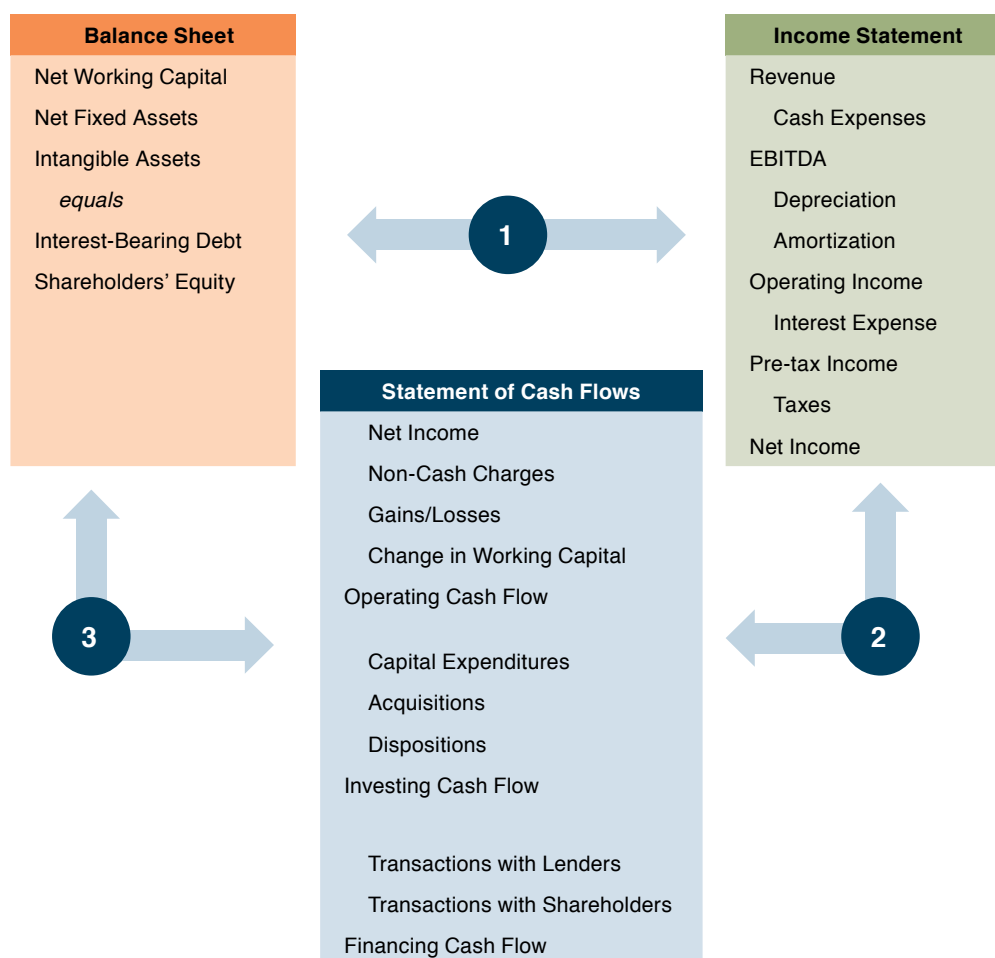 Balance Sheet
Net Working Capital
Net Fixed Assets
Intangible Assets
equals
Interest-Bearing Debt
Shareholders’ Equity
Income Statement
Revenue
Cash Expenses
EBITDA
Depreciation
Amortization
Operating Income
Interest Expense
Pre-tax Income
Taxes
Net Income
1
Statement of Cash Flows
Net Income
Non-Cash Charges
Gains/Losses
Change in Working Capital
Operating Cash Flow
Capital Expenditures
Acquisitions
Dispositions
Investing Cash Flow
Transactions with Lenders
Transactions with Shareholders
Financing Cash Flow
3
2